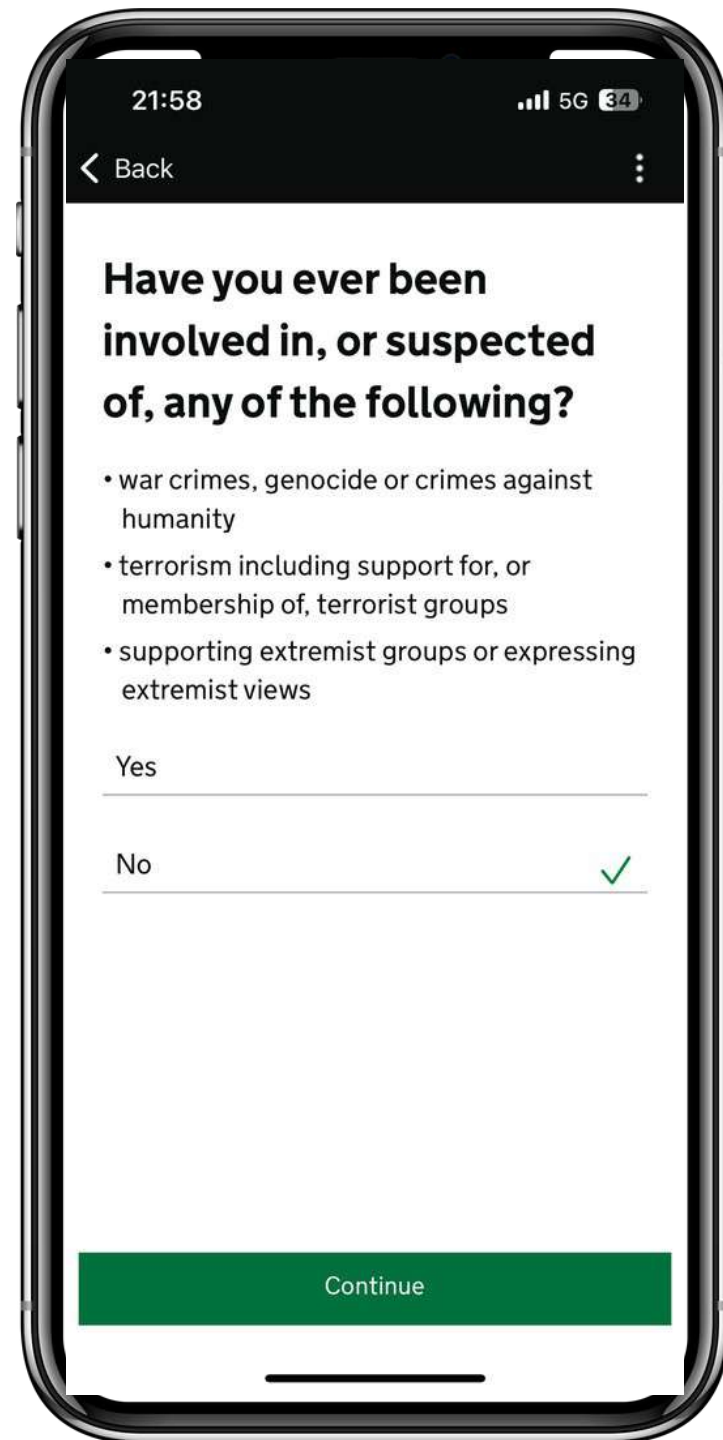 21:58 5G 34
Back
Have you ever been
involved in, or suspected
of, any of the following?
• war crimes, genocide or crimes against
humanity
• terrorism including support for, or
membership of, terrorist groups
• supporting extremist groups or expressing
extremist views
Yes
No
Continue